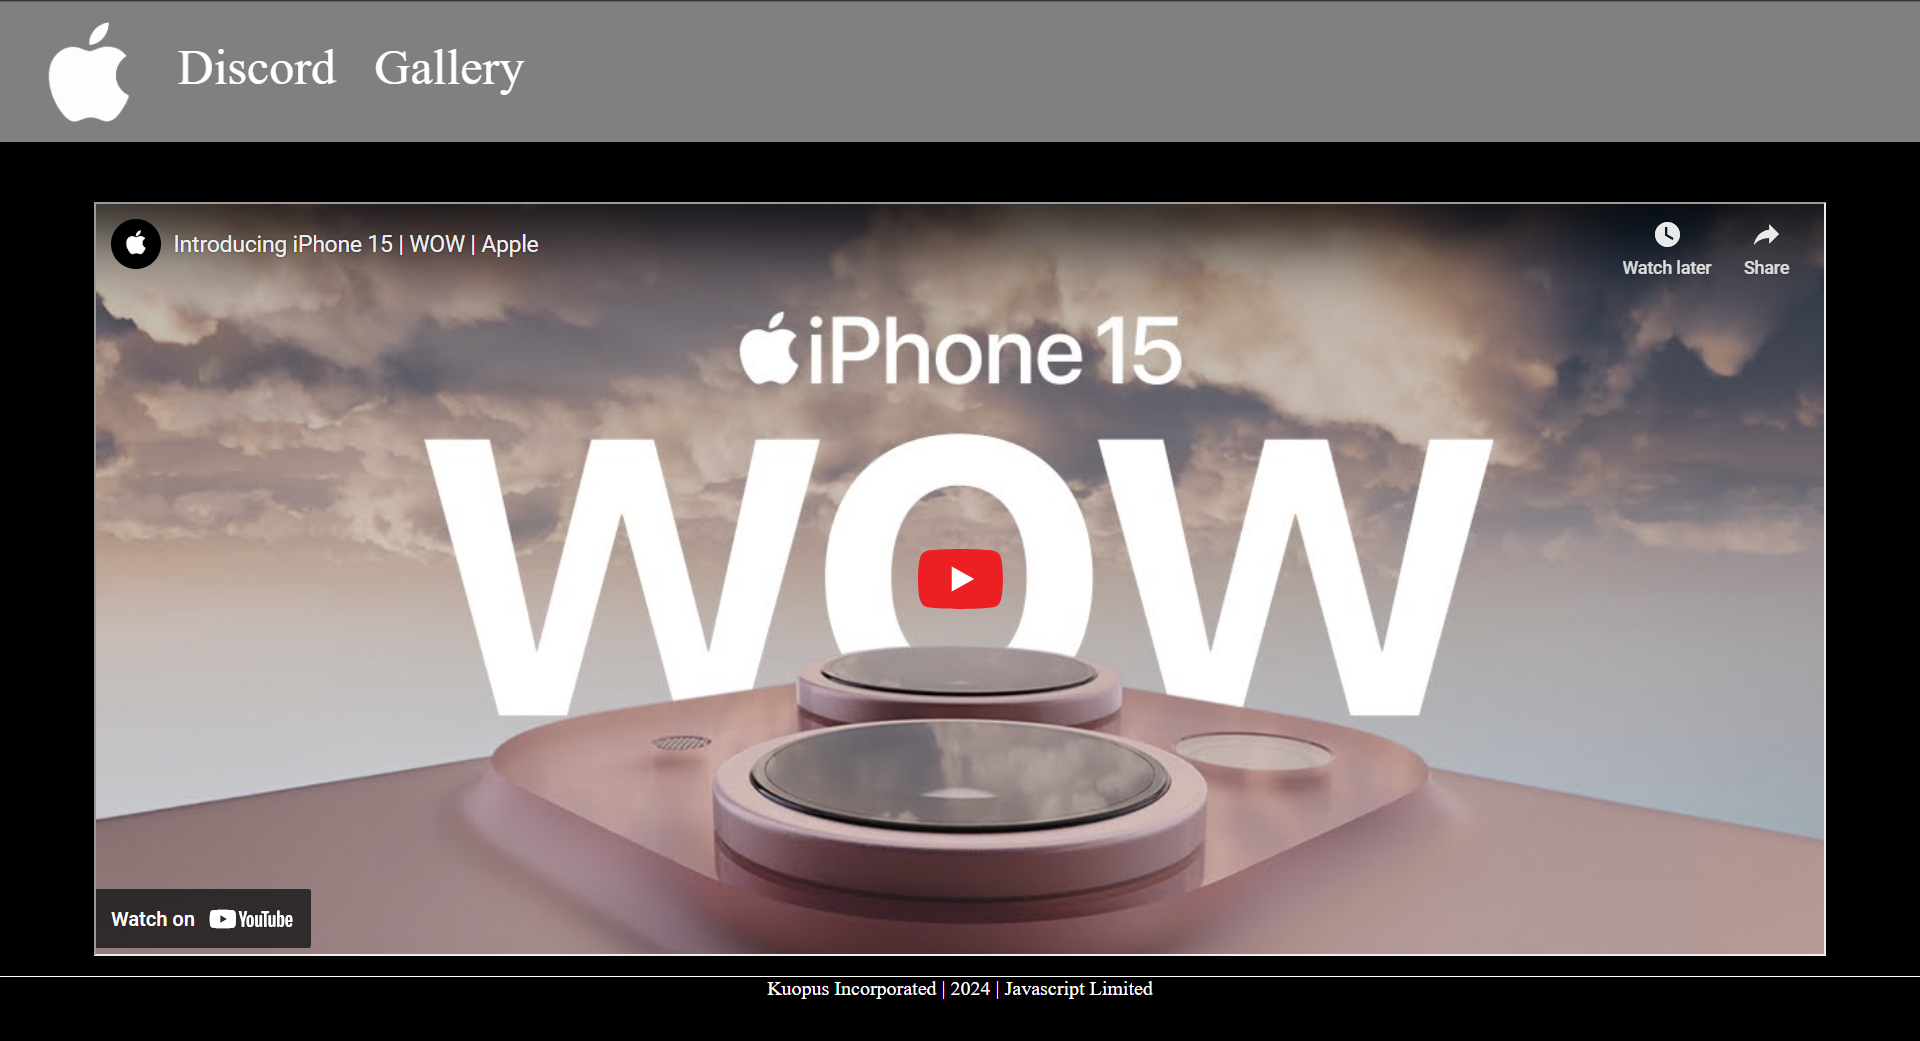 Discord Gallery
Introducing iPhone 15 | WOW | Apple
Watch later Share
iPhone 15
WOW
Watch on YouTube
Kuopus Incorporated | 2024 | Javascript Limited